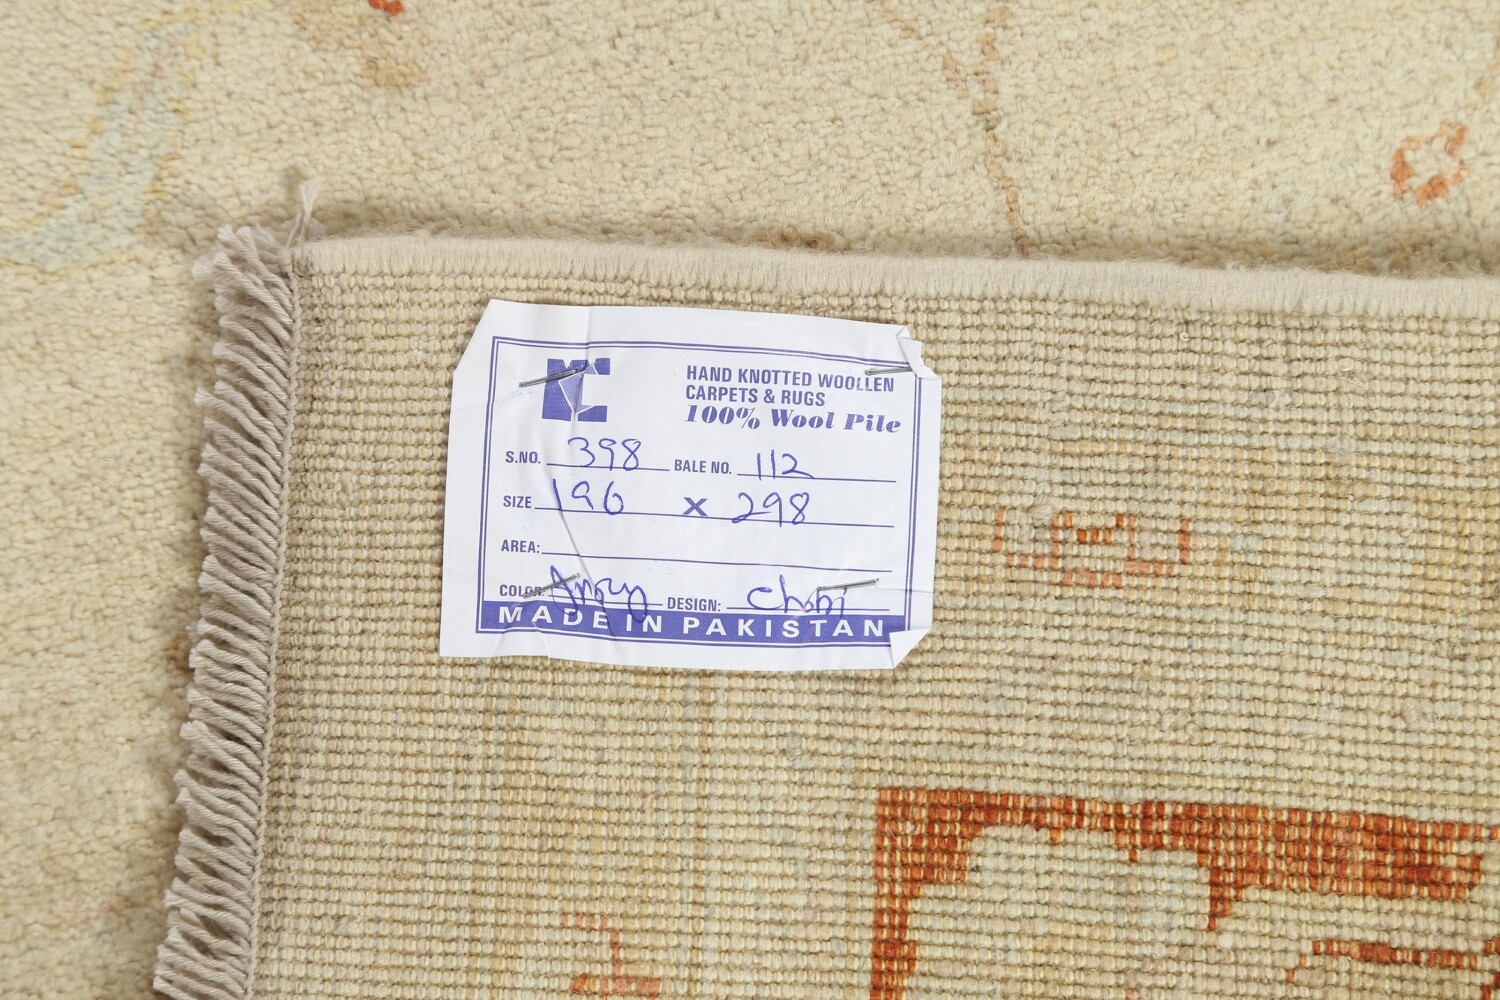 HAND KNOTTED WOOLLEN
CARPETS & RUGS
100% Wool Pile
S.NO. 398 BALE NO. 112
SIZE 196 X 298
AREA:
COLOR: DESIGN: Chobi
MADE IN PAKISTAN